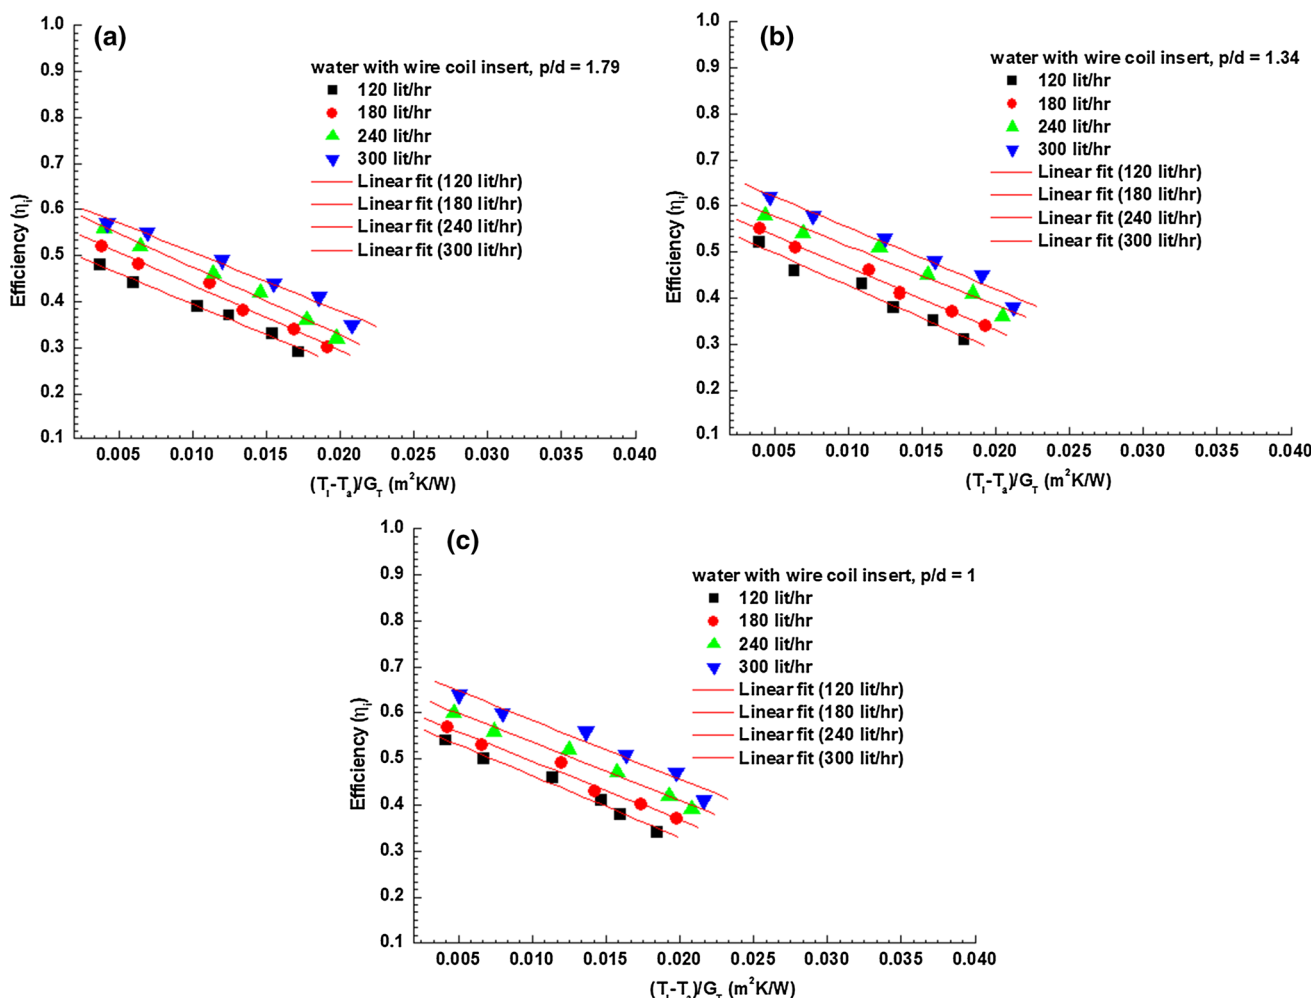 (a)
water with wire coil insert, p/d = 1.79
120 lit/hr
180 lit/hr
240 lit/hr
300 lit/hr
Linear fit (120 lit/hr)
Linear fit (180 lit/hr)
Linear fit (240 lit/hr)
Linear fit (300 lit/hr)
1.0
0.9
0.8
0.7
0.6
0.5
0.4
0.3
0.2
0.1
Efficiency (ηi)
0.005 0.010 0.015 0.020 0.025 0.030 0.035 0.040
(TI-Ta)/GT (m²K/W)
(b)
water with wire coil insert, p/d = 1.34
120 lit/hr
180 lit/hr
240 lit/hr
300 lit/hr
Linear fit (120 lit/hr)
Linear fit (180 lit/hr)
Linear fit (240 lit/hr)
Linear fit (300 lit/hr)
1.0
0.9
0.8
0.7
0.6
0.5
0.4
0.3
0.2
0.1
Efficiency (ηi)
0.005 0.010 0.015 0.020 0.025 0.030 0.035 0.040
(TI-Ta)/GT (m²K/W)
(c)
water with wire coil insert, p/d = 1
120 lit/hr
180 lit/hr
240 lit/hr
300 lit/hr
Linear fit (120 lit/hr)
Linear fit (180 lit/hr)
Linear fit (240 lit/hr)
Linear fit (300 lit/hr)
1.0
0.9
0.8
0.7
0.6
0.5
0.4
0.3
0.2
0.1
Efficiency (ηi)
0.005 0.010 0.015 0.020 0.025 0.030 0.035 0.040
(TI-Ta)/GT (m²K/W)